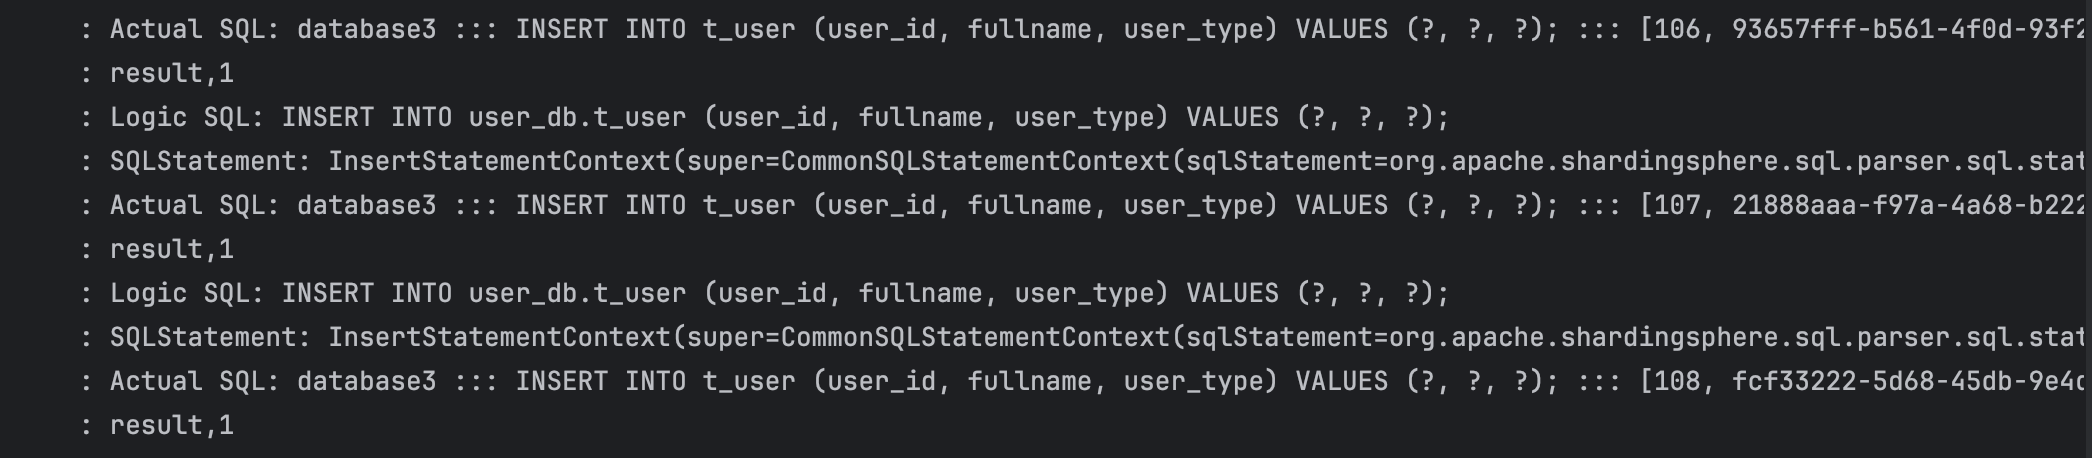 : Actual SQL: database3 ::: INSERT INTO t_user (user_id, fullname, user_type) VALUES (?, ?, ?); ::: [106, 93657fff-b561-4f0d-93f2
: result,1
: Logic SQL: INSERT INTO user_db.t_user (user_id, fullname, user_type) VALUES (?, ?, ?);
: SQLStatement: InsertStatementContext(super=CommonSQLStatementContext(sqlStatement=org.apache.shardingsphere.sql.parser.sql.stat
: Actual SQL: database3 ::: INSERT INTO t_user (user_id, fullname, user_type) VALUES (?, ?, ?); ::: [107, 21888aaa-f97a-4a68-b222
: result,1
: Logic SQL: INSERT INTO user_db.t_user (user_id, fullname, user_type) VALUES (?, ?, ?);
: SQLStatement: InsertStatementContext(super=CommonSQLStatementContext(sqlStatement=org.apache.shardingsphere.sql.parser.sql.stat
: Actual SQL: database3 ::: INSERT INTO t_user (user_id, fullname, user_type) VALUES (?, ?, ?); ::: [108, fcf33222-5d68-45db-9e4d
: result,1